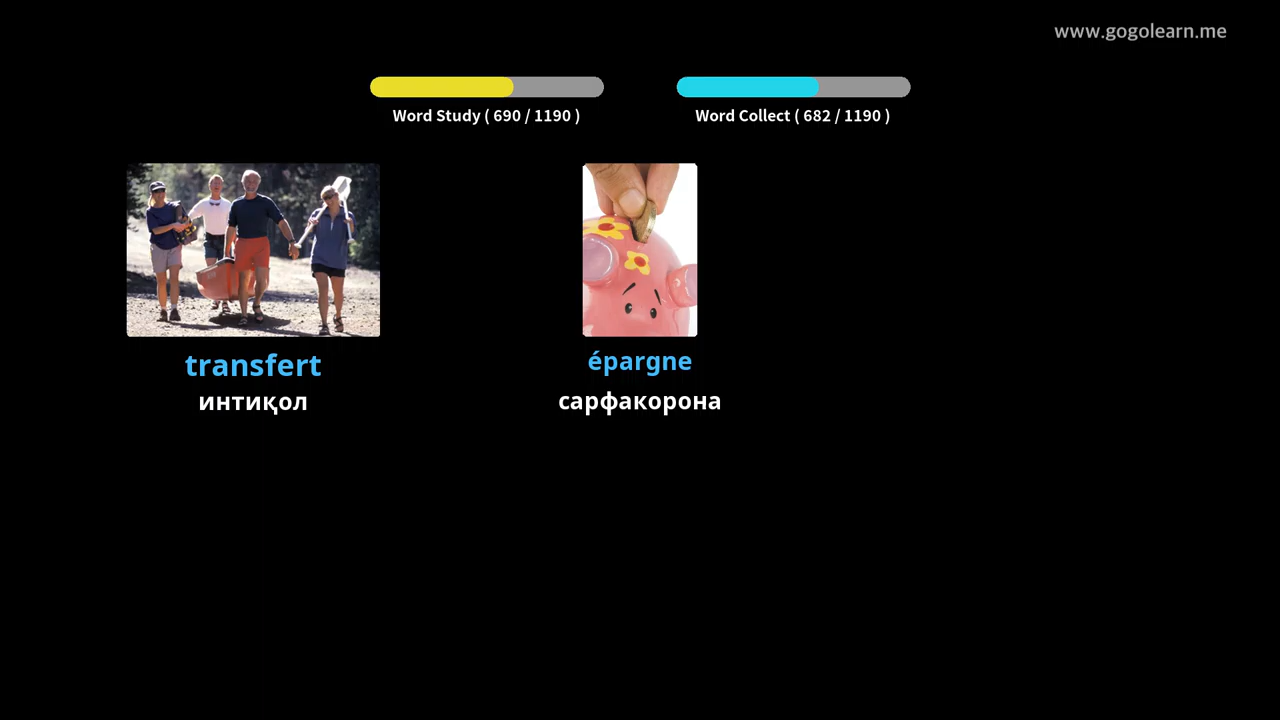 www.gogolearn.me
Word Study ( 690 / 1190 )
Word Collect ( 682 / 1190 )
transfert
интиқол
épargne
сарфакорона